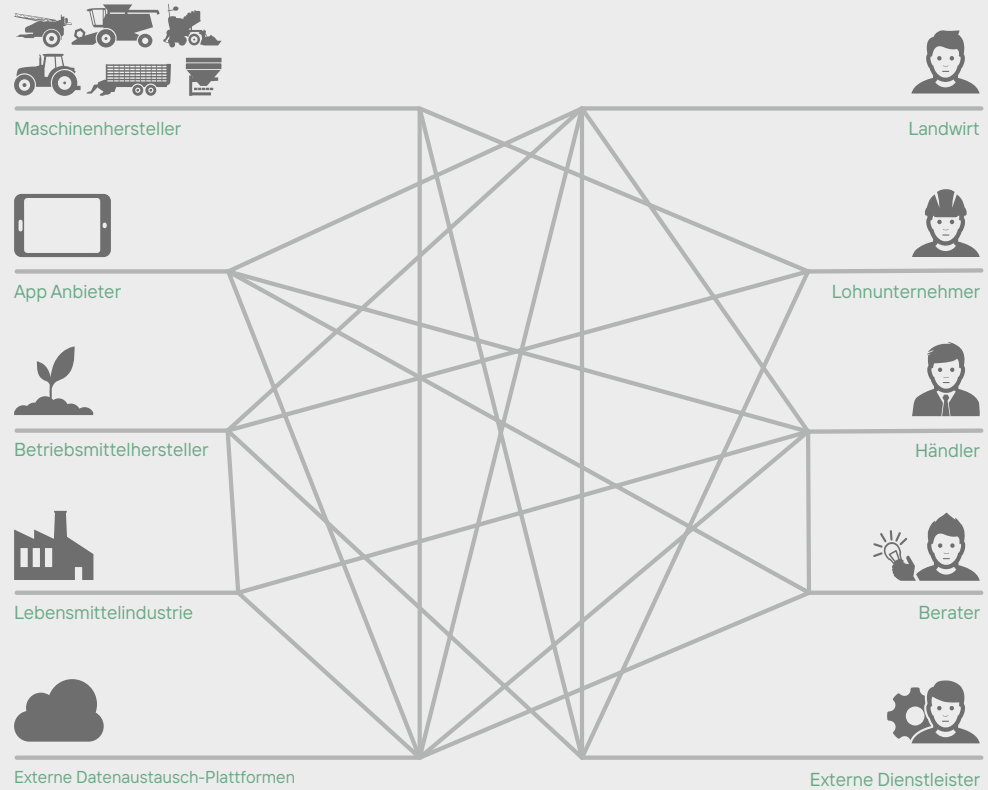 Maschinenhersteller
Landwirt
App Anbieter
Lohnunternehmer
Betriebsmittelhersteller
Händler
Lebensmittelindustrie
Berater
Externe Datenaustausch-Plattformen
Externe Dienstleister